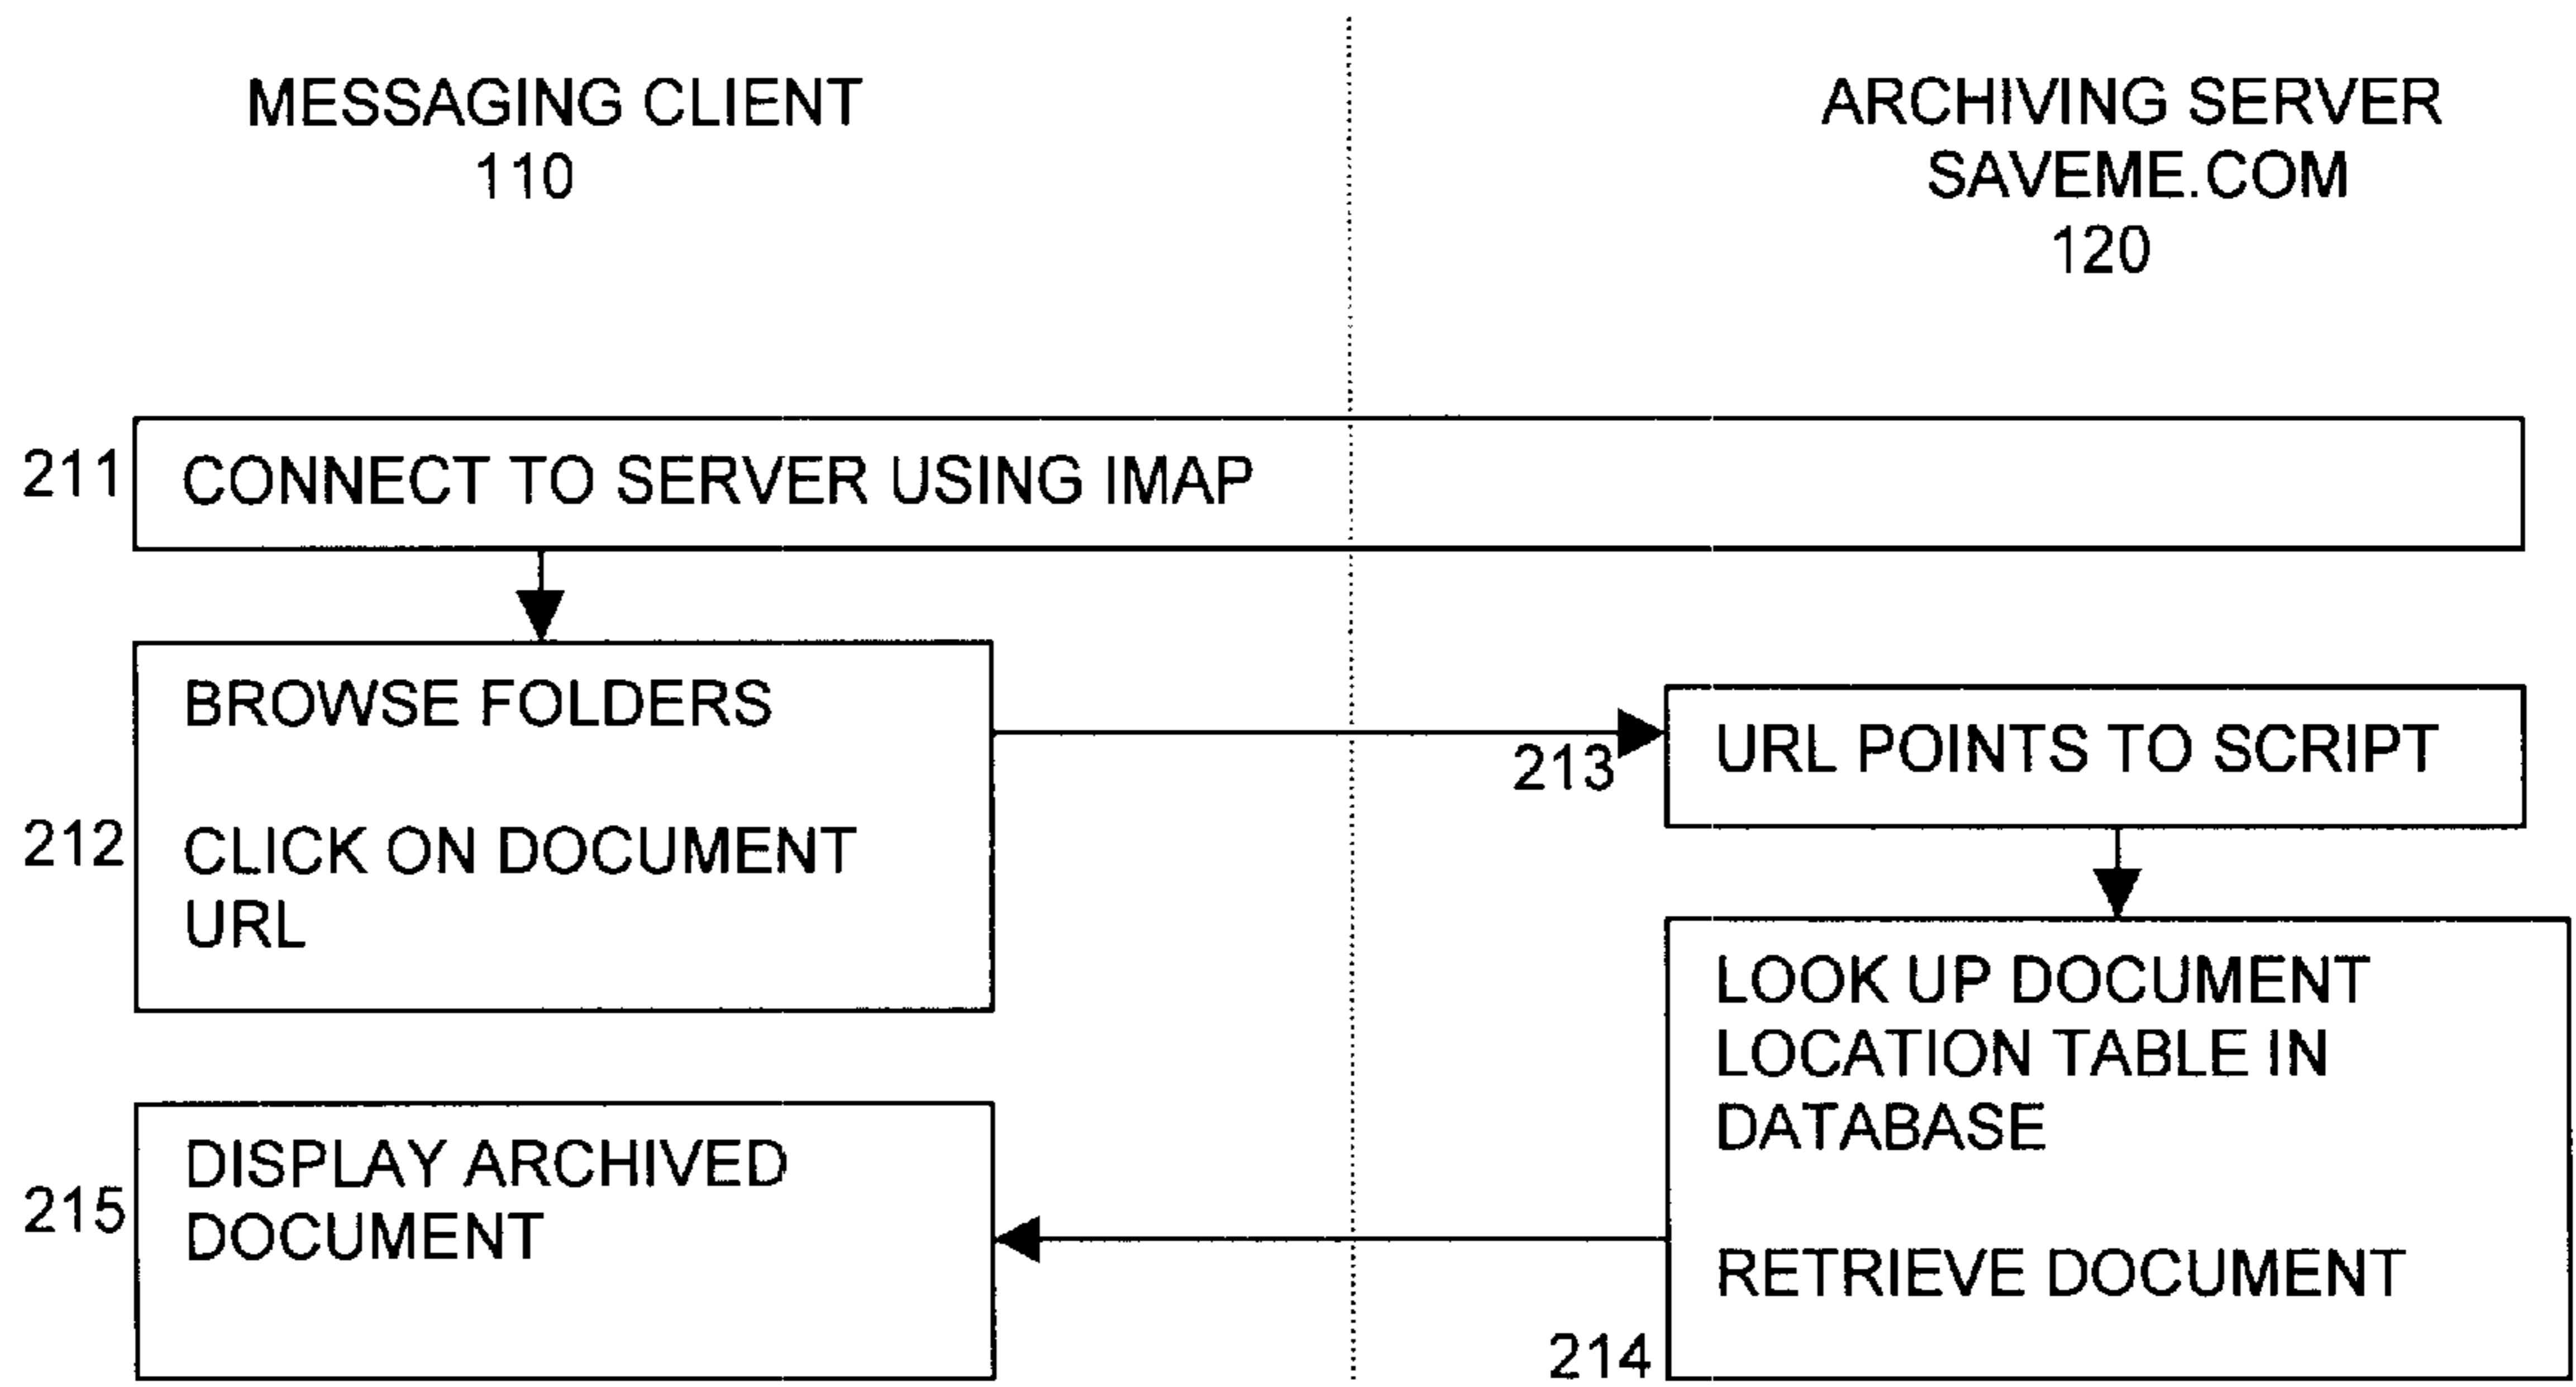 MESSAGING CLIENT
110
ARCHIVING SERVER
SAVEME.COM
120
211
CONNECT TO SERVER USING IMAP
212
BROWSE FOLDERS
CLICK ON DOCUMENT
URL
213
URL POINTS TO SCRIPT
LOOK UP DOCUMENT
LOCATION TABLE IN
DATABASE
RETRIEVE DOCUMENT
214
215
DISPLAY ARCHIVED
DOCUMENT